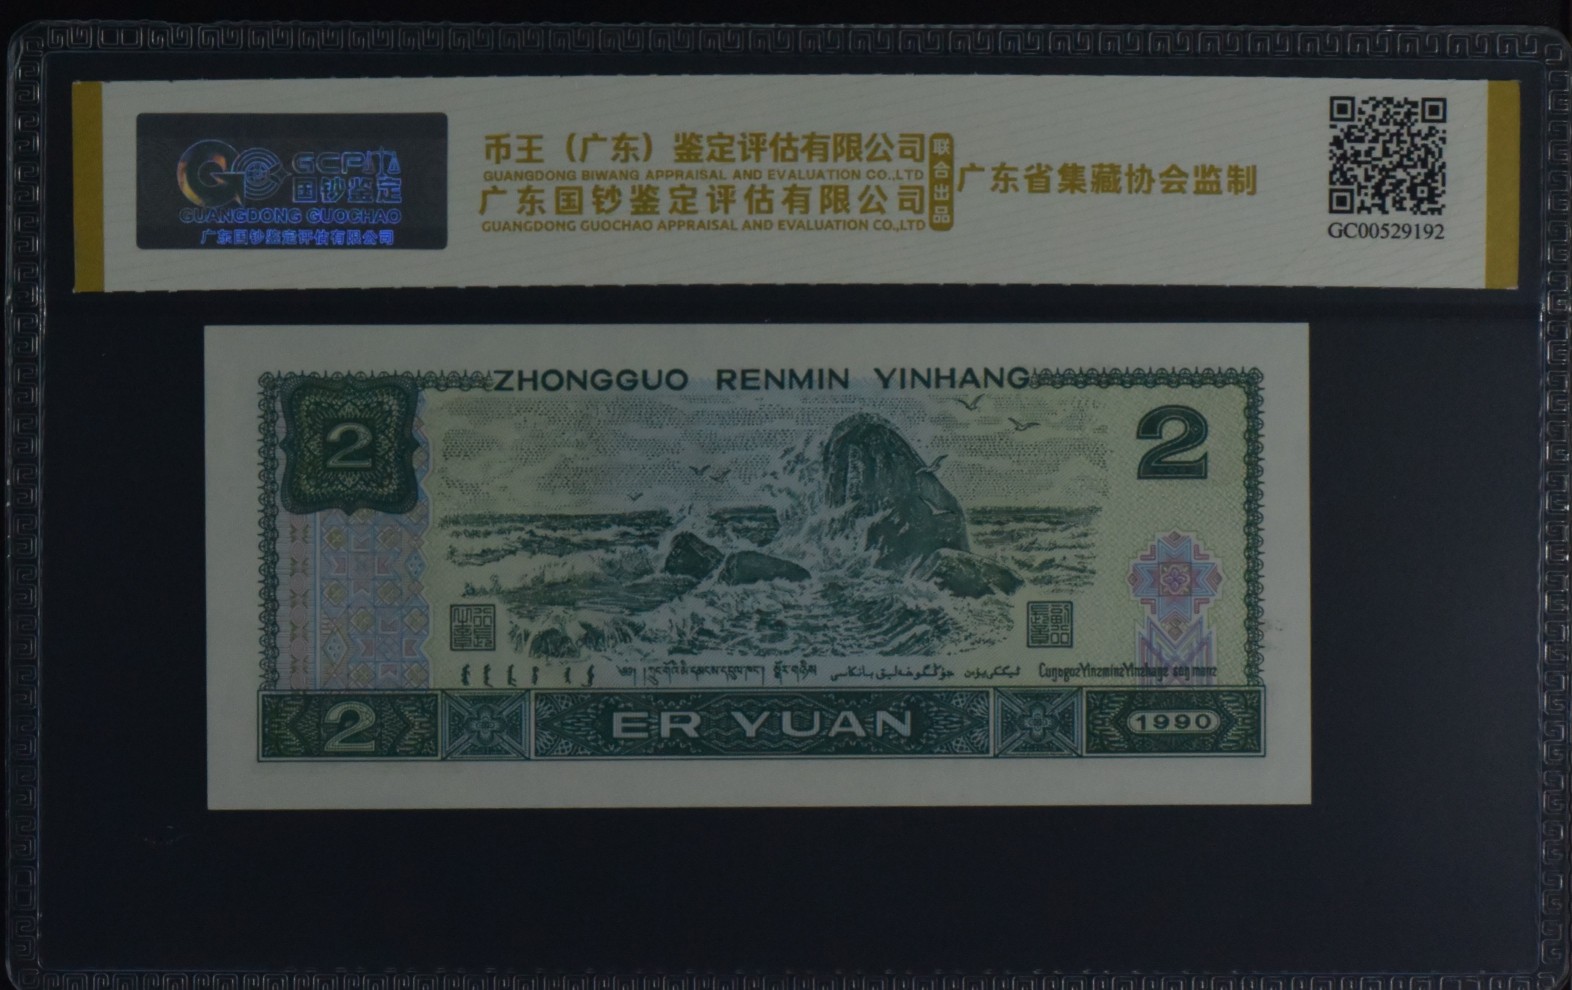 GCPJ
国钞鉴定
GUANGDONG GUOCHAO
广东国钞鉴定评估有限公司
币王（广东）鉴定评估有限公司
GUANGDONG BIWANG APPRAISAL AND EVALUATION CO.,LTD
广东国钞鉴定评估有限公司
GUANGDONG GUOCHAO APPRAISAL AND EVALUATION CO.,LTD
联合出品
广东省集藏协会监制
GC00529192
ZHONGGUO RENMIN YINHANG
2
2
2
ER YUAN
1990